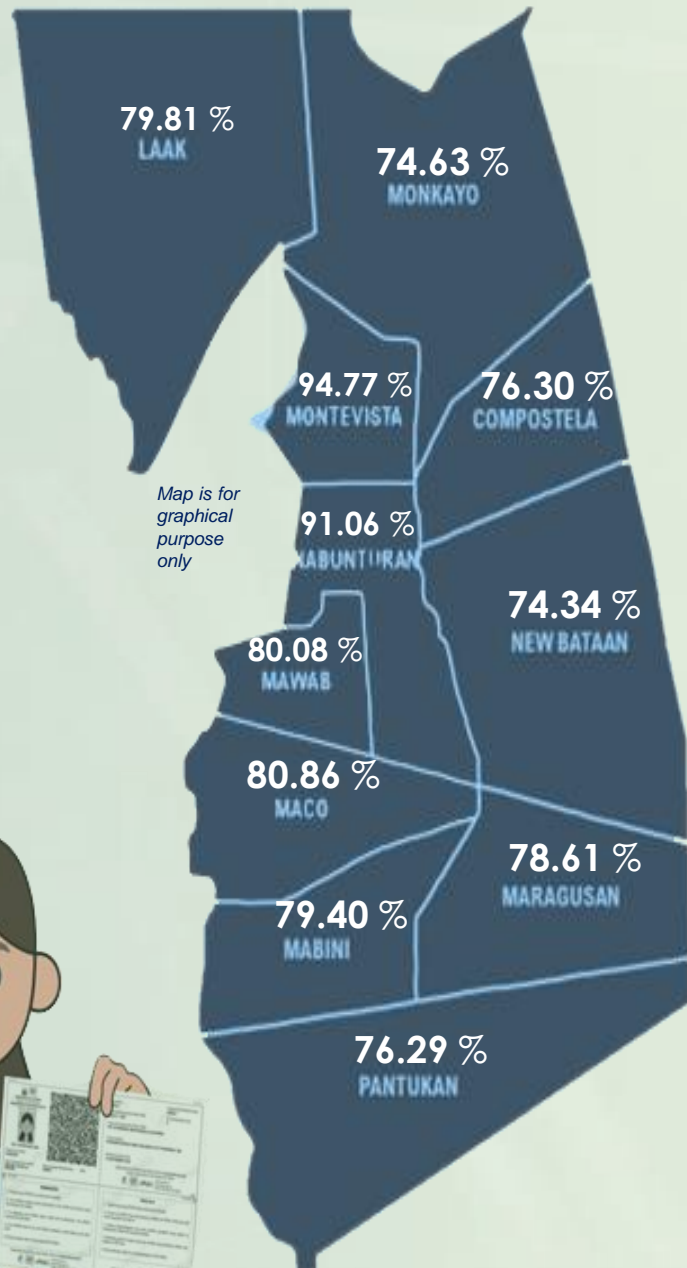 79.81 %
LAAK
74.63 %
MONKAYO
94.77 %
MONTEVISTA
76.30 %
COMPOSTELA
Map is for
graphical
purpose
only
91.06 %
NABUNTURAN
74.34 %
NEW BATAAN
80.08 %
MAWAB
80.86 %
MACO
78.61 %
MARAGUSAN
79.40 %
MABINI
76.29 %
PANTUKAN